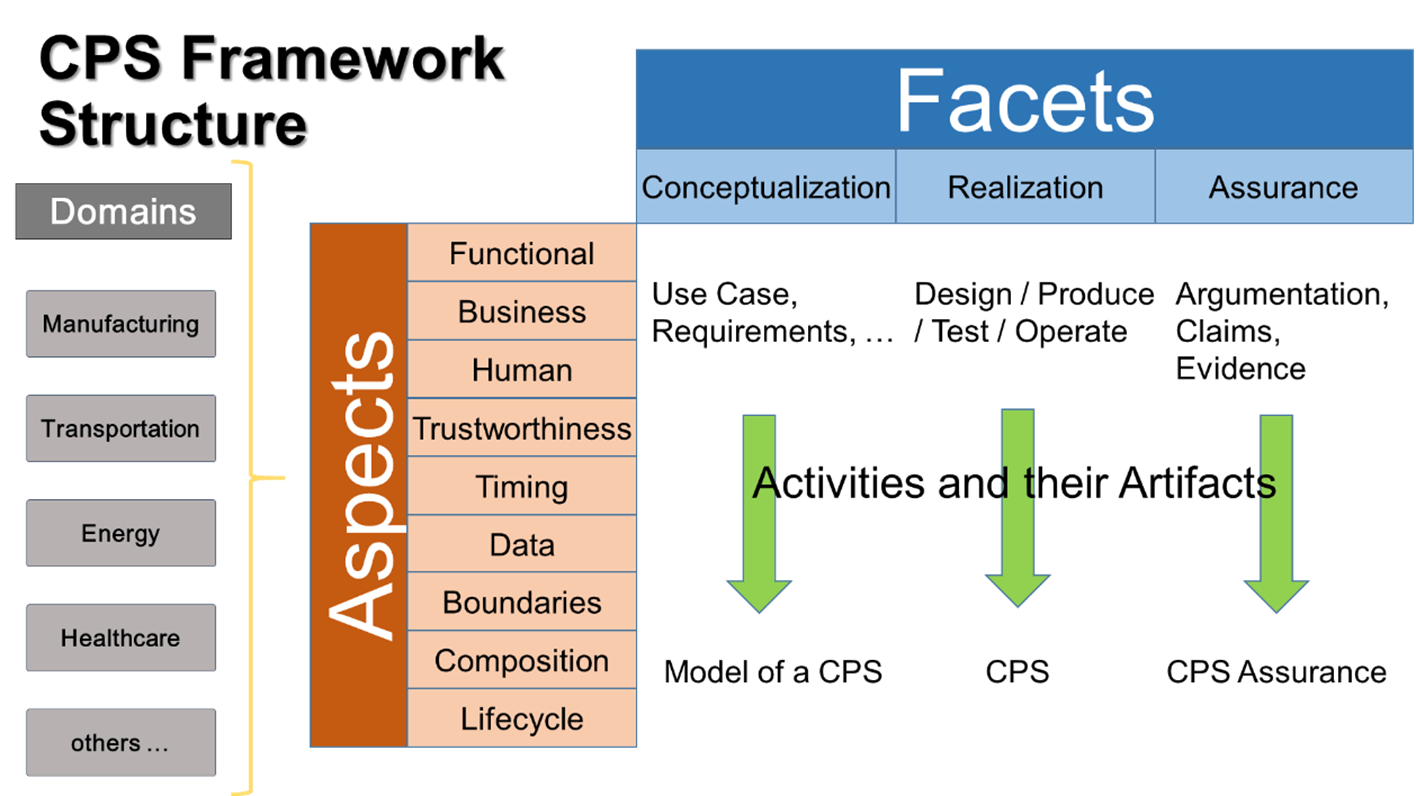 CPS Framework
Structure
Domains
Manufacturing
Transportation
Energy
Healthcare
others …
Facets
Conceptualization
Realization
Assurance
Aspects
Functional
Business
Human
Trustworthiness
Timing
Data
Boundaries
Composition
Lifecycle
Use Case,
Requirements, …
Design / Produce
/ Test / Operate
Argumentation,
Claims,
Evidence
Activities and their Artifacts
Model of a CPS
CPS
CPS Assurance